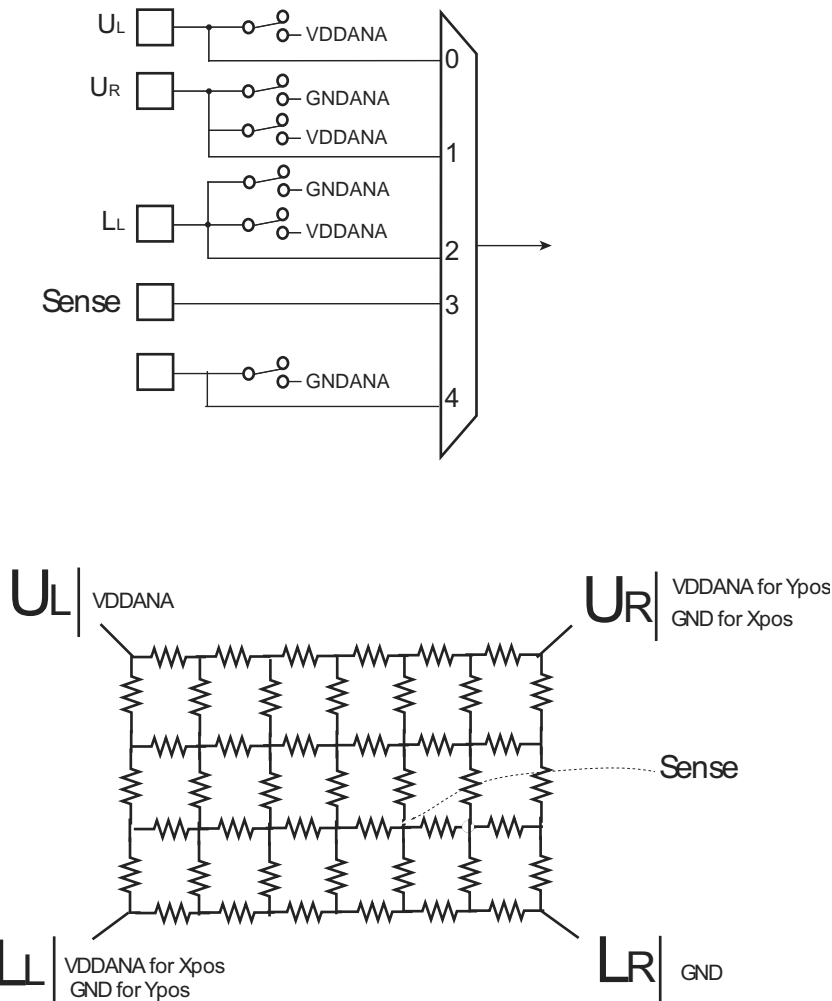 UL
VDDANA
0
UR
GNDANA
VDDANA
1
GNDANA
LL
VDDANA
2
Sense
3
GNDANA
4
UL
VDDANA
UR
VDDANA for Ypos
GND for Xpos
Sense
LL
VDDANA for Xpos
GND for Ypos
LR
GND